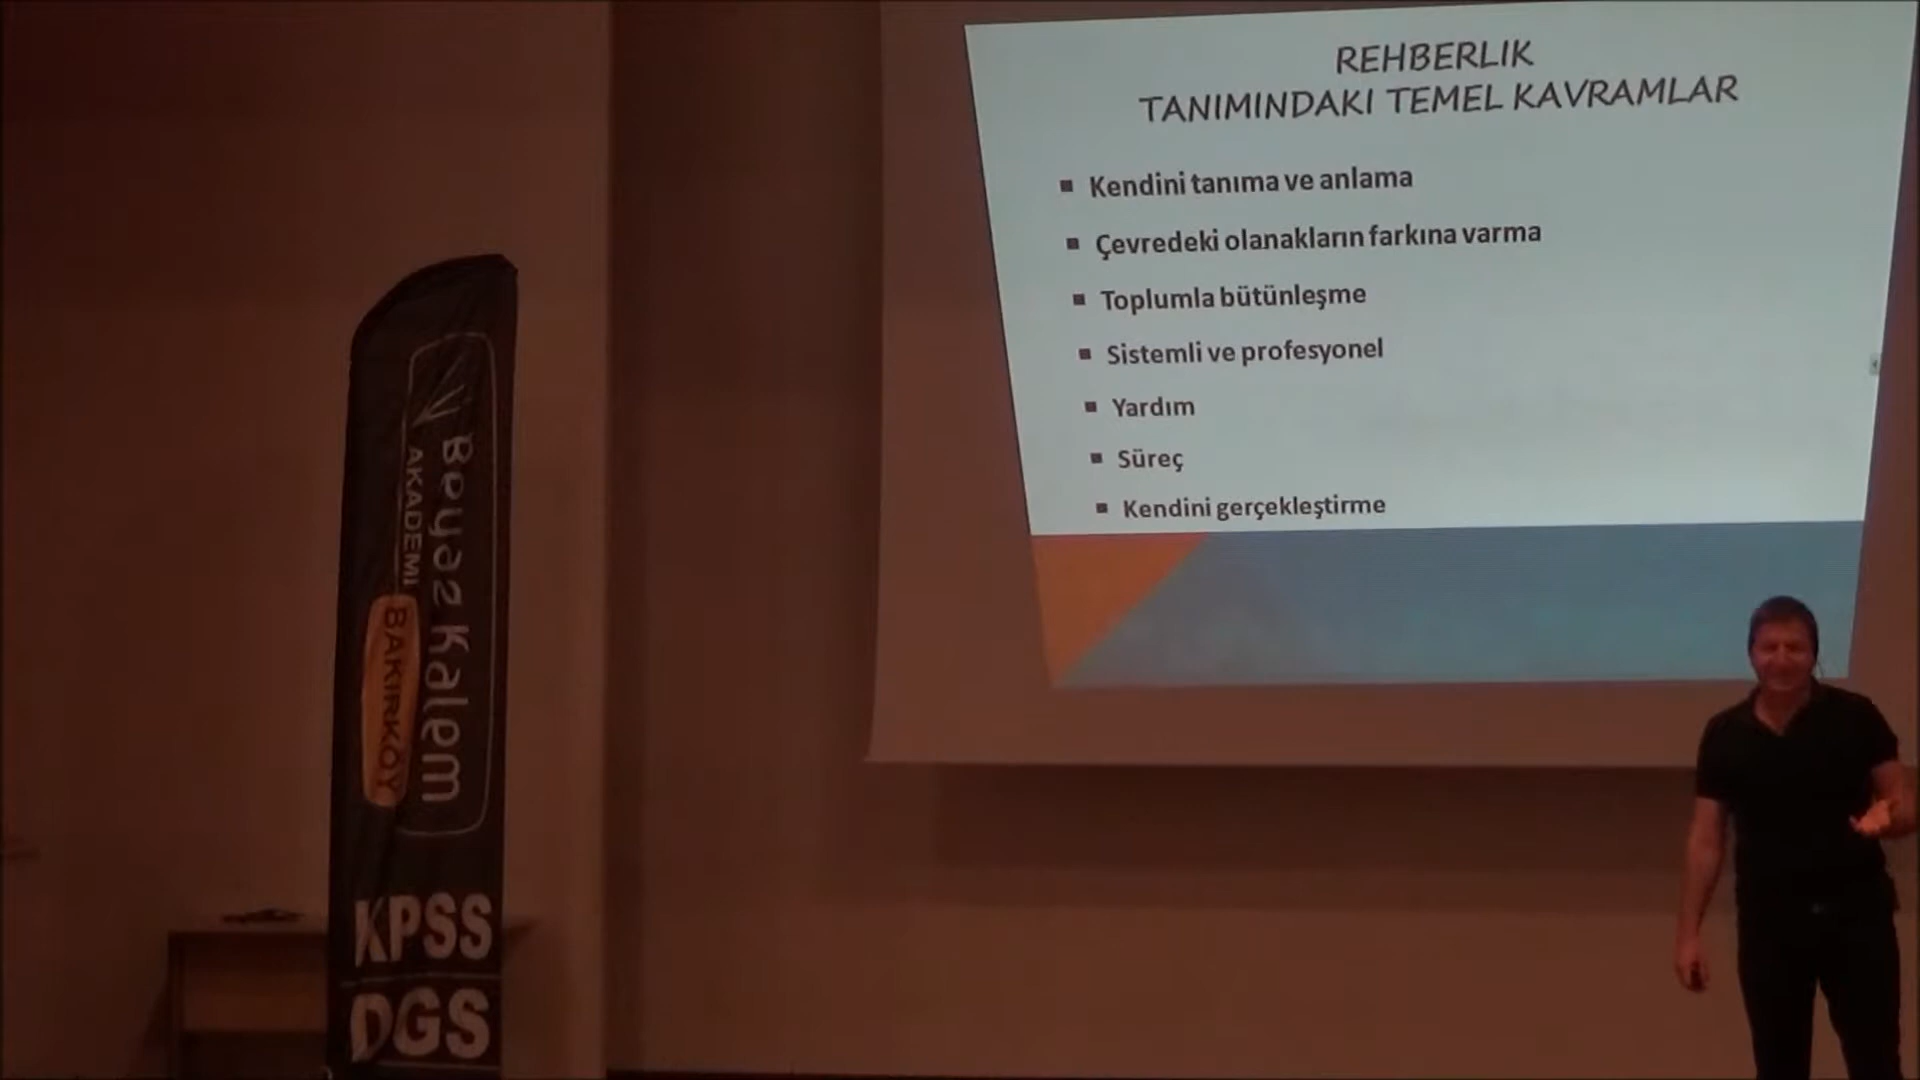 REHBERLIK
TANIMINDAKI TEMEL KAVRAMLAR
Kendini tanıma ve anlama
Çevredeki olanakların farkına varma
Toplumla bütünleşme
Sistemli ve profesyonel
Yardım
Süreç
Kendini gerçekleştirme
Beyaz Kalem
AKADEMİ
BAKIRKÖY
KPSS
DGS